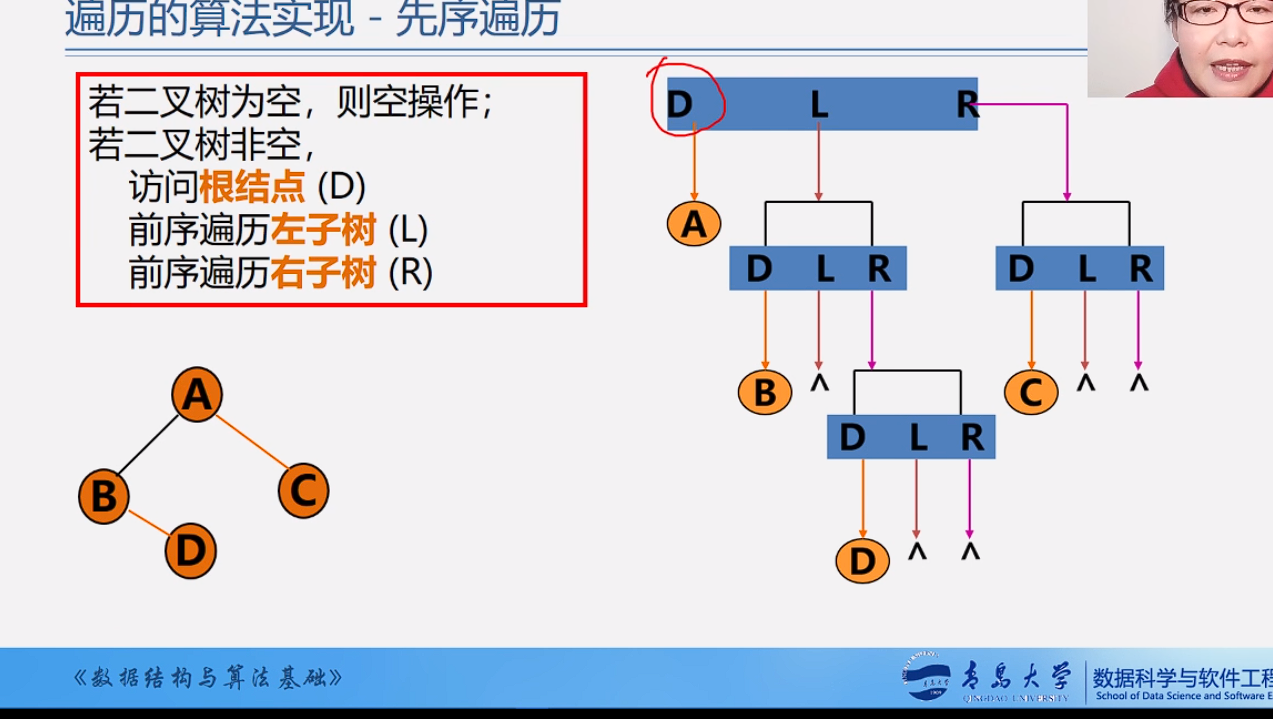 遍历的算法实现 - 先序遍历
若二叉树为空，则空操作；
若二叉树非空，
访问根结点 (D)
前序遍历左子树 (L)
前序遍历右子树 (R)
D L R
A
D L R
D L R
B ^
C ^ ^
D L R
D ^ ^
A
B
C
D
《数据结构与算法基础》
青岛大学
QINGDAO UNIVERSITY
数据科学与软件工程
School of Data Science and Software E